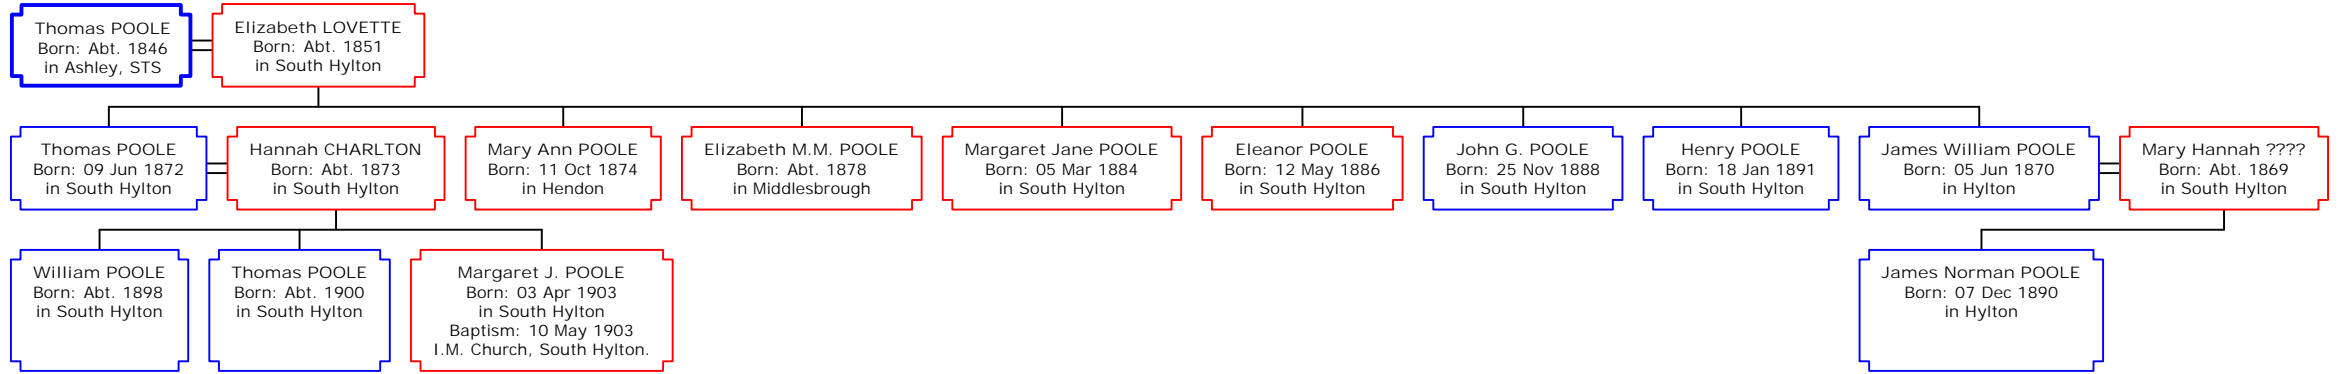 Thomas POOLE
Born: Abt. 1846
in Ashley, STS
Elizabeth LOVETTE
Born: Abt. 1851
in South Hylton
Thomas POOLE
Born: 09 Jun 1872
in South Hylton
Hannah CHARLTON
Born: Abt. 1873
in South Hylton
Mary Ann POOLE
Born: 11 Oct 1874
in Hendon
Elizabeth M.M. POOLE
Born: Abt. 1878
in Middlesbrough
Margaret Jane POOLE
Born: 05 Mar 1884
in South Hylton
Eleanor POOLE
Born: 12 May 1886
in South Hylton
John G. POOLE
Born: 25 Nov 1888
in South Hylton
Henry POOLE
Born: 18 Jan 1891
in South Hylton
James William POOLE
Born: 05 Jun 1870
in Hylton
Mary Hannah ????
Born: Abt. 1869
in South Hylton
William POOLE
Born: Abt. 1898
in South Hylton
Thomas POOLE
Born: Abt. 1900
in South Hylton
Margaret J. POOLE
Born: 03 Apr 1903
in South Hylton
Baptism: 10 May 1903
I.M. Church, South Hylton.
James Norman POOLE
Born: 07 Dec 1890
in Hylton